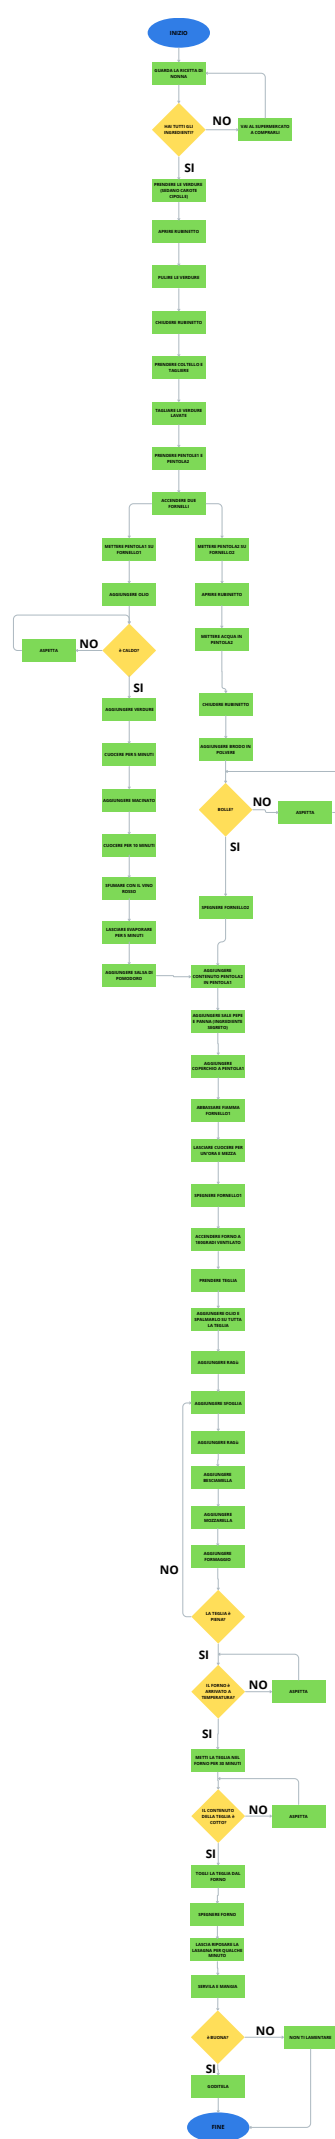 INIZIO
GUARDA LA RICETTA DI
NONNA
HAI TUTTI GLI
INGREDIENTI?
NO
VAI AL SUPERMERCATO
A COMPRARLI
SI
PRENDERE LE VERDURE
(SEDANO CAROTE
CIPOLLE)
APRIRE RUBINETTO
PULIRE LE VERDURE
CHIUDERE RUBINETTO
PRENDERE COLTELLO E
TAGLIERE
TAGLIARE LE VERDURE
LAVATE
PRENDERE PENTOLA1 E
PENTOLA2
ACCENDERE DUE
FORNELLI
METTERE PENTOLA1 SU
FORNELLO1
AGGIUNGERE OLIO
È CALDO?
NO
ASPETTA
SI
AGGIUNGERE VERDURE
CUOCERE PER 5 MINUTI
AGGIUNGERE MACINATO
CUOCERE PER 10 MINUTI
SFUMARE CON IL VINO
ROSSO
LASCIARE EVAPORARE
PER 5 MINUTI
AGGIUNGERE SALSA DI
POMODORO
METTERE PENTOLA2 SU
FORNELLO2
APRIRE RUBINETTO
METTERE ACQUA IN
PENTOLA2
CHIUDERE RUBINETTO
AGGIUNGERE BRODO IN
POLVERE
BOLLE?
NO
ASPETTA
SI
SPEGNERE FORNELLO2
AGGIUNGERE
CONTENUTO PENTOLA2
IN PENTOLA1
AGGIUNGERE SALE PEPE
E PANNA (INGREDIENTE
SEGRETO)
AGGIUNGERE
COPERCHIO A PENTOLA1
ABBASSARE FIAMMA
FORNELLO1
LASCIARE CUOCERE PER
UN'ORA E MEZZA
SPEGNERE FORNELLO1
ACCENDERE FORNO A
180GRADI VENTILATO
PRENDERE TEGLIA
AGGIUNGERE OLIO E
SPALMARLO SU TUTTA
LA TEGLIA
AGGIUNGERE RAGù
AGGIUNGERE SFOGLIA
AGGIUNGERE RAGù
AGGIUNGERE
BESCIAMELLA
AGGIUNGERE
MOZZARELLA
AGGIUNGERE
FORMAGGIO
NO
LA TEGLIA è
PIENA?
SI
IL FORNO è
ARRIVATO A
TEMPERATURA?
NO
ASPETTA
SI
METTI LA TEGLIA NEL
FORNO PER 30 MINUTI
IL CONTENUTO
DELLA TEGLIA è
COTTO?
NO
ASPETTA
SI
TOGLI LA TEGLIA DAL
FORNO
SPEGNERE FORNO
LASCIA RIPOSARE LA
LASAGNA PER QUALCHE
MINUTO
SERVILA E MANGIA
è BUONA?
NO
NON TI LAMENTARE
SI
GODITELA
FINE